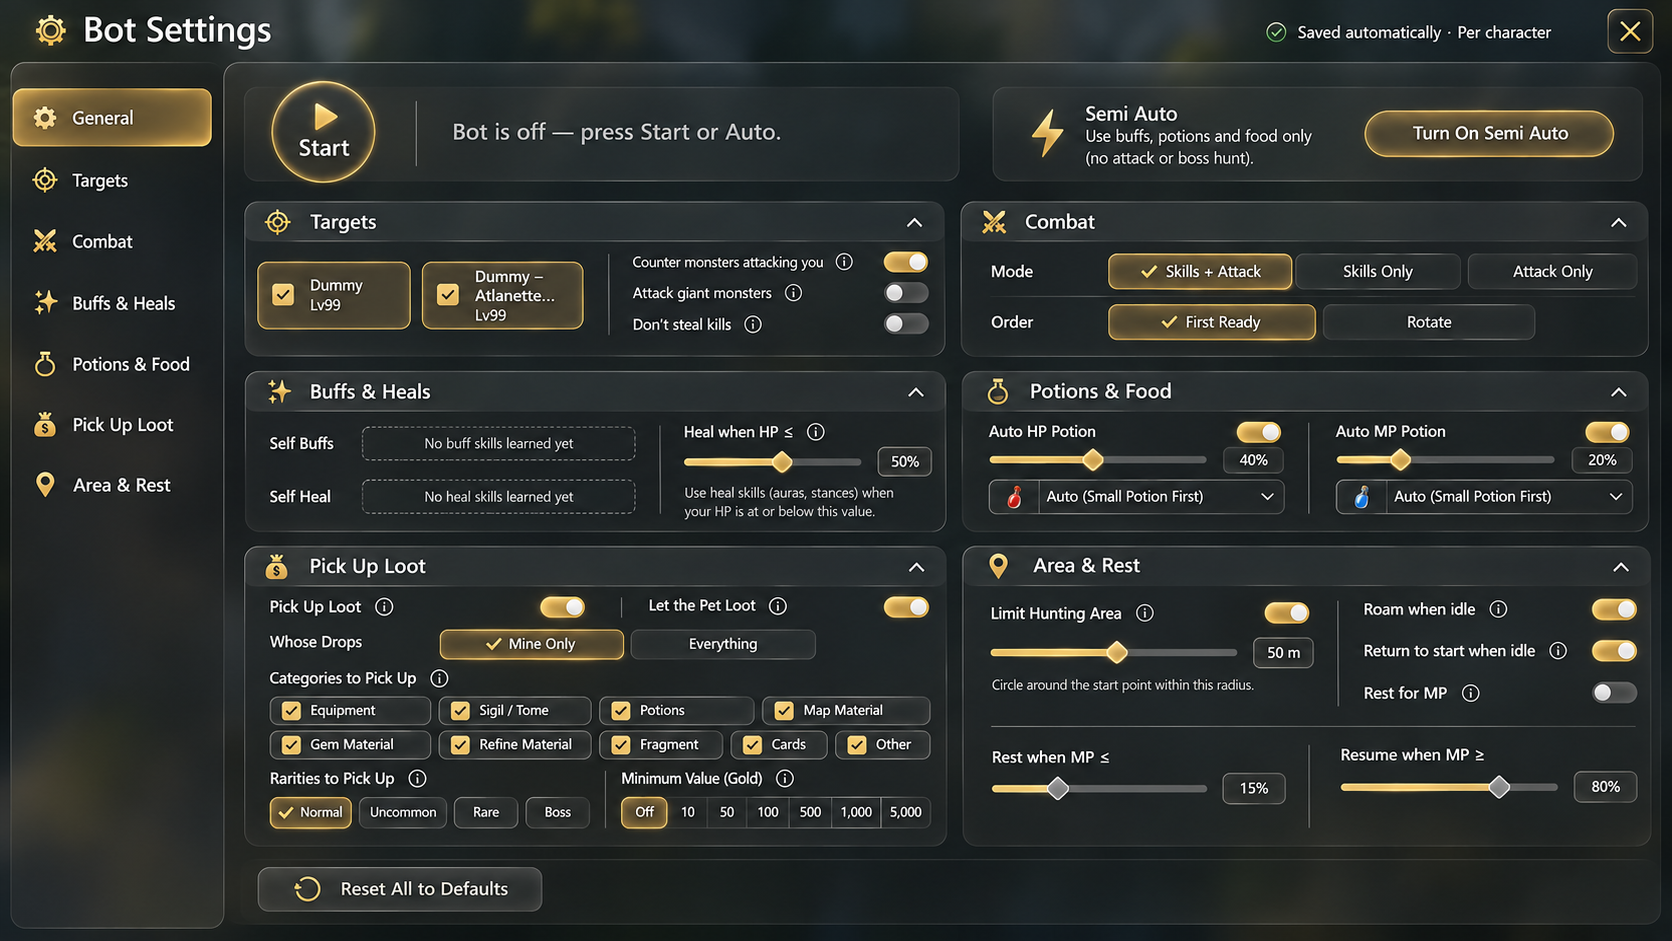 Bot Settings
Saved automatically · Per character
General
Targets
Combat
Buffs & Heals
Potions & Food
Pick Up Loot
Area & Rest
Start
Bot is off — press Start or Auto.
Semi Auto
Use buffs, potions and food only
(no attack or boss hunt).
Turn On Semi Auto
Targets
Dummy
Lv99
Dummy –
Atlanette...
Lv99
Counter monsters attacking you
Attack giant monsters
Don't steal kills
Combat
Mode
Skills + Attack
Skills Only
Attack Only
Order
First Ready
Rotate
Buffs & Heals
Self Buffs
No buff skills learned yet
Self Heal
No heal skills learned yet
Heal when HP ≤
50%
Use heal skills (auras, stances) when
your HP is at or below this value.
Potions & Food
Auto HP Potion
40%
Auto (Small Potion First)
Auto MP Potion
20%
Auto (Small Potion First)
Pick Up Loot
Pick Up Loot
Let the Pet Loot
Whose Drops
Mine Only
Everything
Categories to Pick Up
Equipment
Sigil / Tome
Potions
Map Material
Gem Material
Refine Material
Fragment
Cards
Other
Rarities to Pick Up
Normal
Uncommon
Rare
Boss
Minimum Value (Gold)
Off
10
50
100
500
1,000
5,000
Area & Rest
Limit Hunting Area
50 m
Circle around the start point within this radius.
Roam when idle
Return to start when idle
Rest for MP
Rest when MP ≤
15%
Resume when MP ≥
80%
Reset All to Defaults